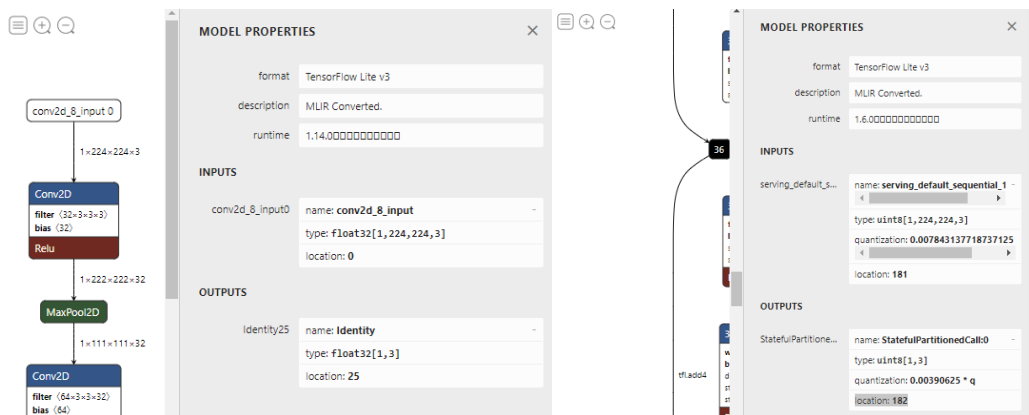 conv2d_8_input 0
1×224×224×3
Conv2D
filter ⟨32×3×3×3⟩
bias ⟨32⟩
Relu
1×222×222×32
MaxPool2D
1×111×111×32
Conv2D
filter ⟨64×3×3×32⟩
bias ⟨64⟩
MODEL PROPERTIES
format TensorFlow Lite v3
description MLIR Converted.
runtime 1.14.0▯▯▯▯▯▯▯▯▯▯
INPUTS
conv2d_8_input0 name: conv2d_8_input
type: float32[1,224,224,3]
location: 0
OUTPUTS
Identity25 name: Identity
type: float32[1,3]
location: 25
36
tfl.add4
MODEL PROPERTIES
format TensorFlow Lite v3
description MLIR Converted.
runtime 1.6.0▯▯▯▯▯▯▯▯▯▯▯
INPUTS
serving_default_s... name: serving_default_sequential_1
type: uint8[1,224,224,3]
quantization: 0.007843137718737125
location: 181
OUTPUTS
StatefulPartitione... name: StatefulPartitionedCall:0
type: uint8[1,3]
quantization: 0.00390625 * q
location: 182